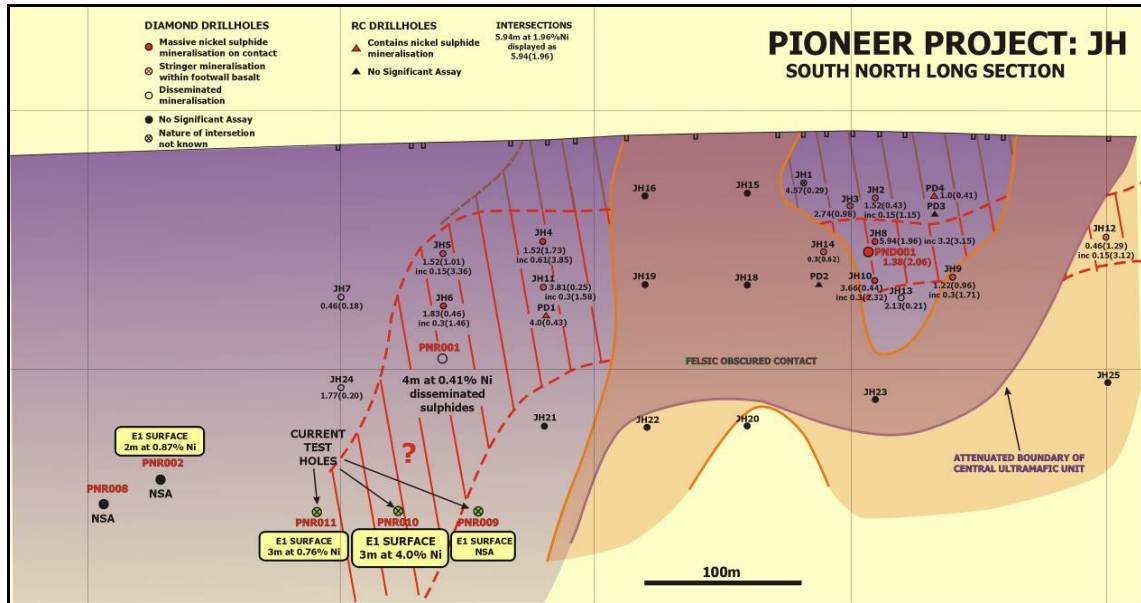 DIAMOND DRILLHOLES
Massive nickel sulphide
mineralisation on contact
Stringer mineralisation
within footwall basalt
Disseminated
mineralisation
No Significant Assay
Nature of intersetion
not known
RC DRILLHOLES
Contains nickel sulphide
mineralisation
No Significant Assay
INTERSECTIONS
5.94m at 1.96%Ni
displayed as
5.94(1.96)
PIONEER PROJECT: JH
SOUTH NORTH LONG SECTION
JH16
JH15
JH1
4.57(0.29)
JH3
2.74(0.98)
JH2
1.52(0.43)
inc 0.15(1.15)
PD4
1.0(0.41)
PD3
JH5
1.52(1.01)
inc 0.15(3.36)
JH4
1.52(1.73)
inc 0.61(3.85)
JH14
0.3(0.62)
JH8
5.94(1.96) inc 3.2(3.15)
PND001
1.38(2.06)
JH12
0.46(1.29)
inc 0.15(3.12)
JH7
0.46(0.18)
JH6
1.83(0.46)
inc 0.3(1.46)
JH11
3.81(0.25)
inc 0.3(1.58)
PD1
4.0(0.43)
JH19
JH18
PD2
JH10
3.66(0.44)
inc 0.3(2.32)
JH13
2.13(0.21)
JH9
1.22(0.96)
inc 0.3(1.71)
PNR001
4m at 0.41% Ni
disseminated
sulphides
FELSIC OBSCURED CONTACT
JH24
1.77(0.20)
JH25
JH23
JH21
JH22
JH20
E1 SURFACE
2m at 0.87% Ni
PNR002
NSA
PNR008
NSA
CURRENT
TEST
HOLES
?
ATTENUATED BOUNDARY OF
CENTRAL ULTRAMAFIC UNIT
PNR011
PNR010
PNR009
E1 SURFACE
3m at 0.76% Ni
E1 SURFACE
3m at 4.0% Ni
E1 SURFACE
NSA
100m